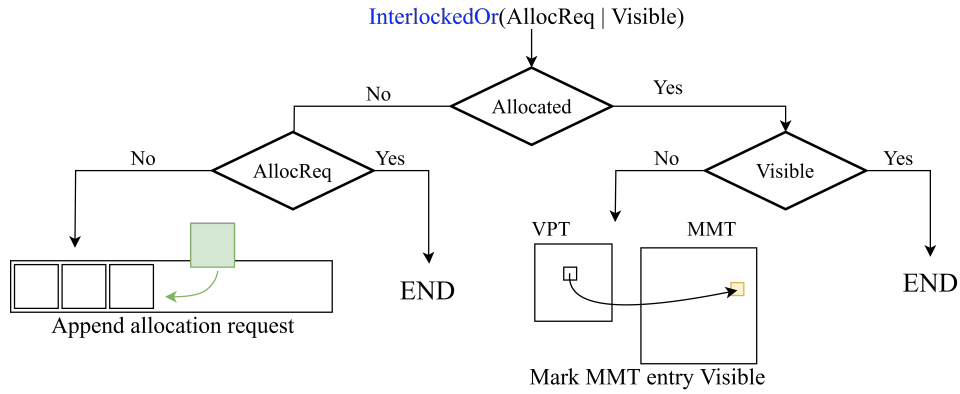 InterlockedOr(AllocReq | Visible)
Allocated
No
Yes
AllocReq
No
Yes
Visible
No
Yes
Append allocation request
END
VPT
MMT
Mark MMT entry Visible
END